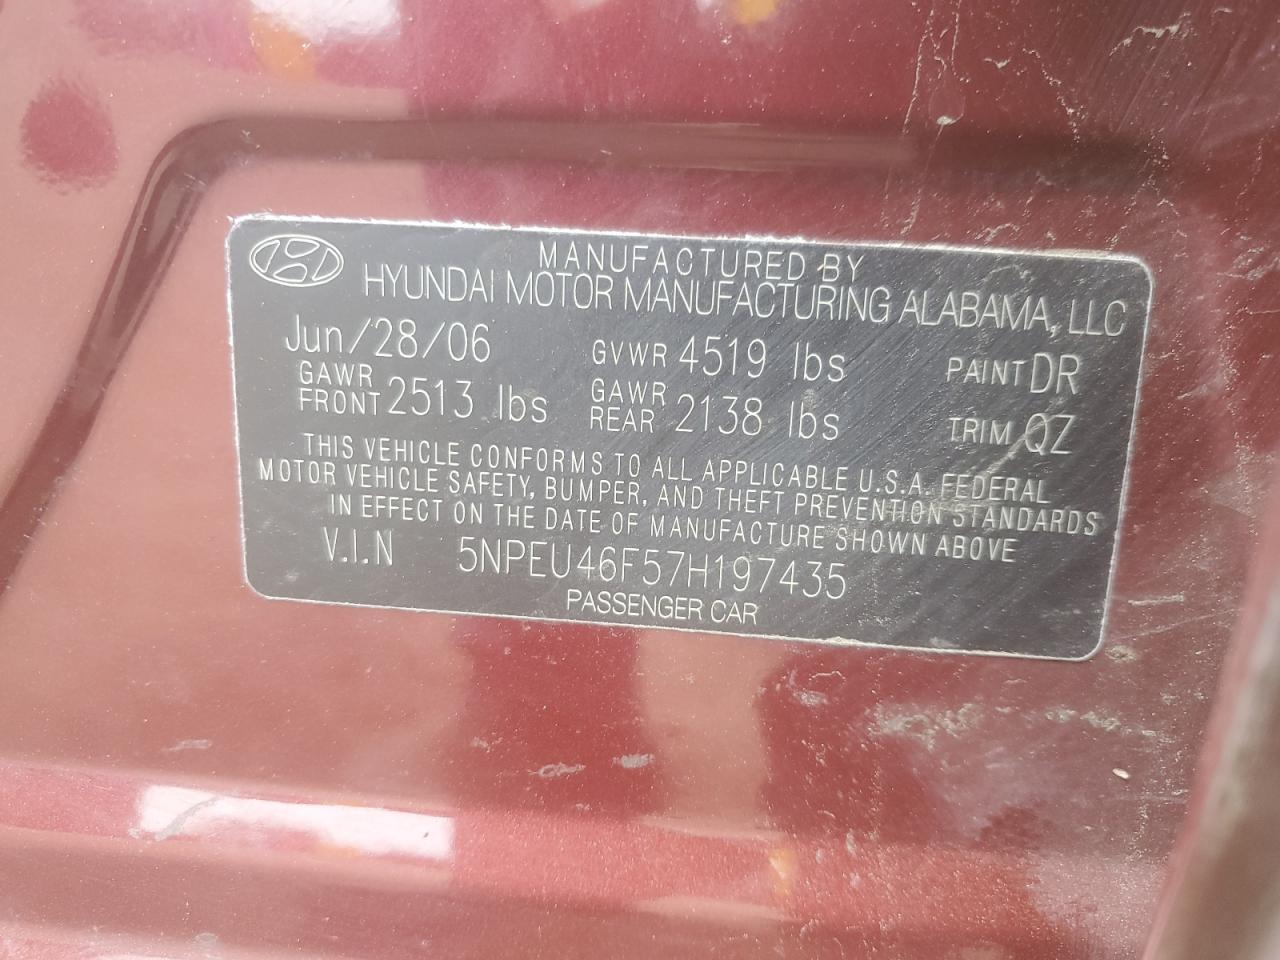 MANUFACTURED BY
HYUNDAI MOTOR MANUFACTURING ALABAMA, LLC
Jun/28/06 GVWR 4519 lbs PAINT DR
GAWR FRONT 2513 lbs GAWR REAR 2138 lbs TRIM QZ
THIS VEHICLE CONFORMS TO ALL APPLICABLE U.S.A. FEDERAL
MOTOR VEHICLE SAFETY, BUMPER, AND THEFT PREVENTION STANDARDS
IN EFFECT ON THE DATE OF MANUFACTURE SHOWN ABOVE
V.I.N 5NPEU46F57H197435
PASSENGER CAR